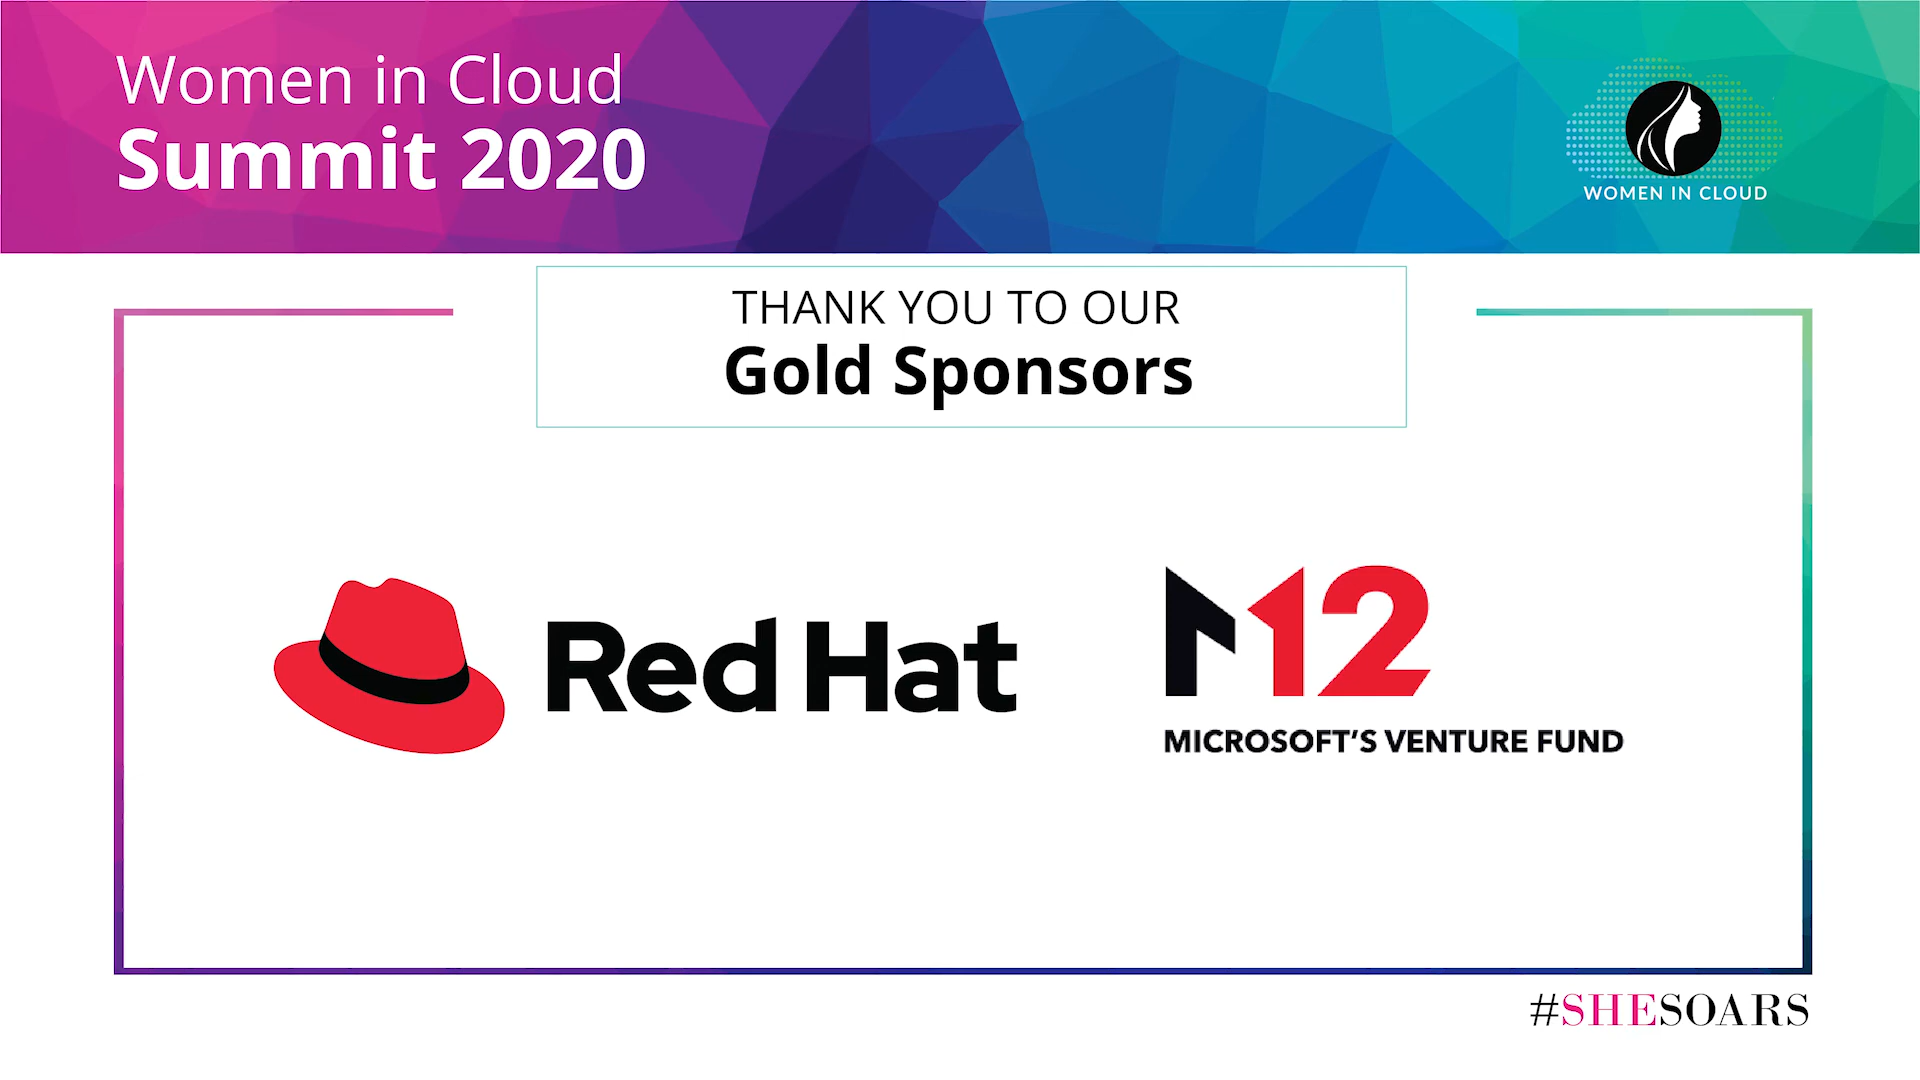 Women in Cloud
Summit 2020
WOMEN IN CLOUD
THANK YOU TO OUR
Gold Sponsors
Red Hat
M12
MICROSOFT'S VENTURE FUND
#SHESOARS